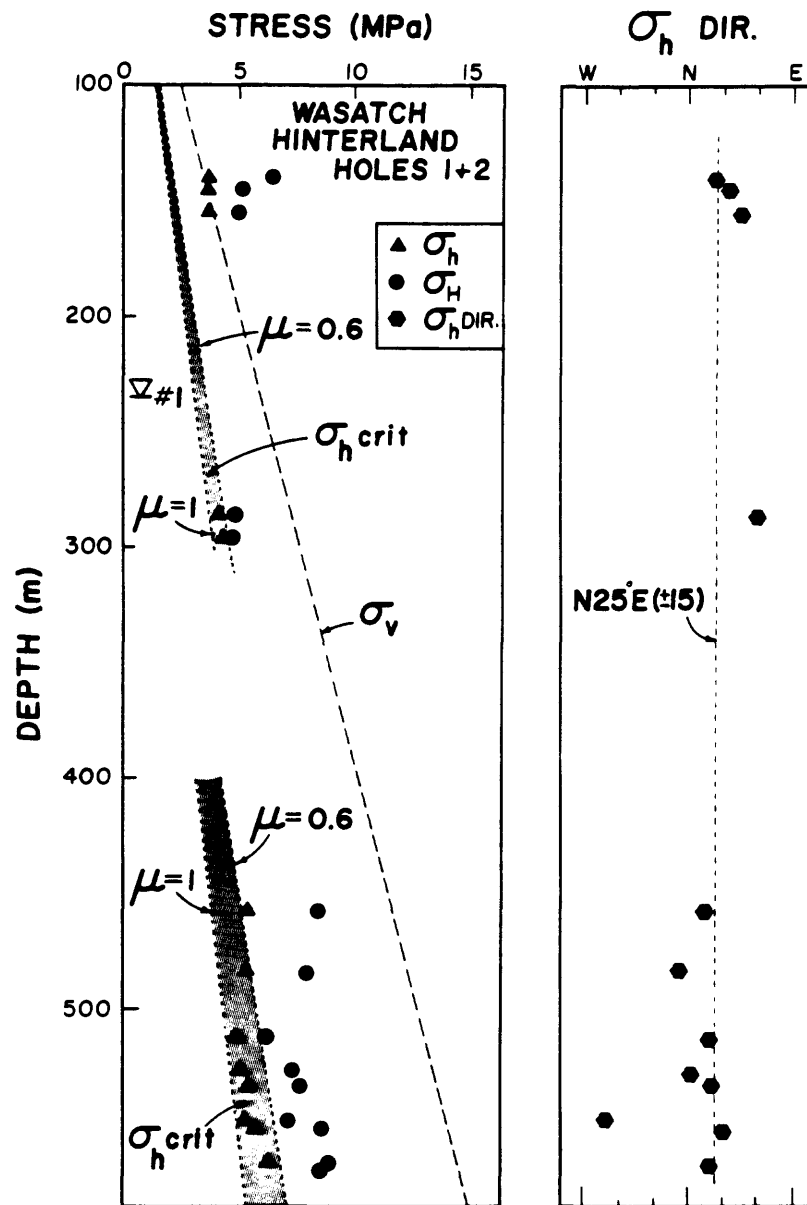 STRESS (MPa)
0 5 10 15
100
200
300
400
500
DEPTH (m)
WASATCH
HINTERLAND
HOLES 1+2
▲ σh
● σH
⬢ σh DIR.
μ=0.6
▽ #1
σh crit
μ=1
σv
μ=0.6
μ=1
σh crit
σh DIR.
W N E
N25°E(±15)